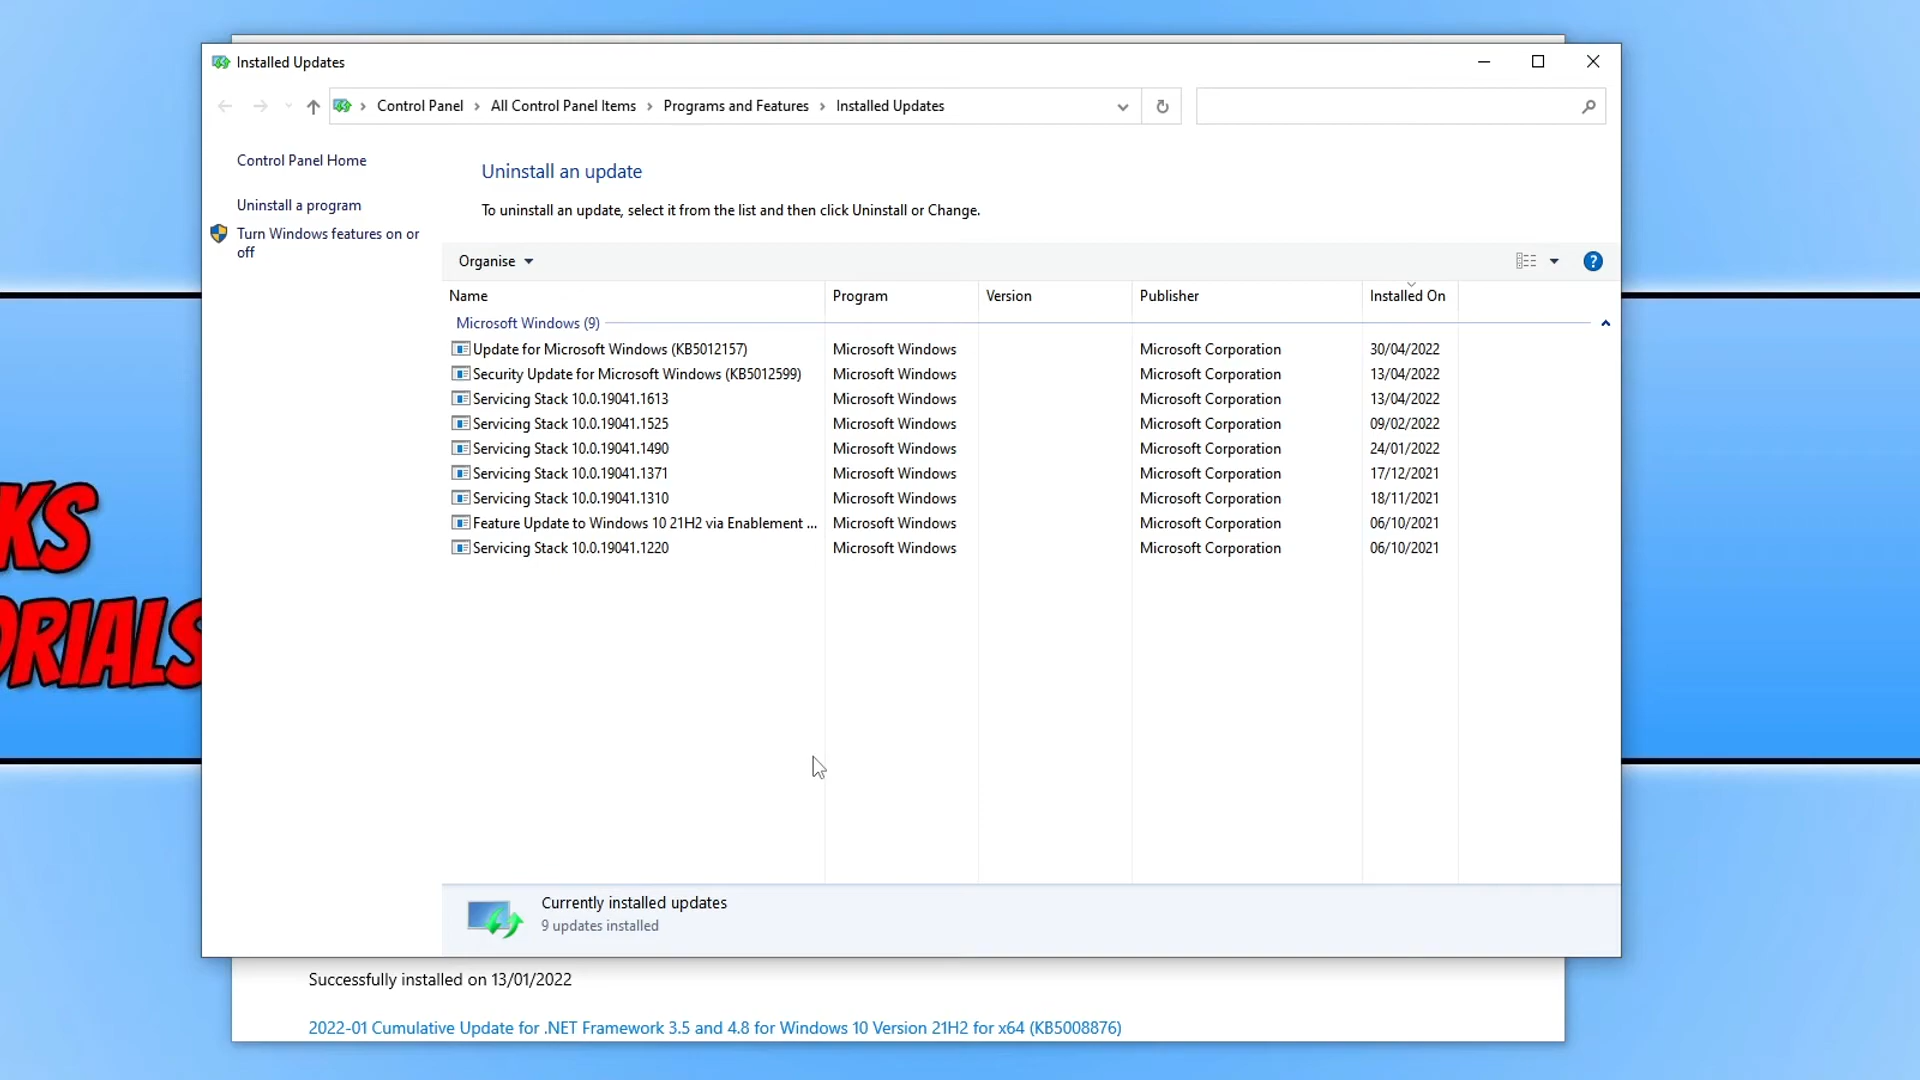 Installed Updates
Control Panel > All Control Panel Items > Programs and Features > Installed Updates
Control Panel Home
Uninstall a program
Turn Windows features on or
off
Uninstall an update
To uninstall an update, select it from the list and then click Uninstall or Change.
Organise
Name Program Version Publisher Installed On
Microsoft Windows (9)
Update for Microsoft Windows (KB5012157) Microsoft Windows Microsoft Corporation 30/04/2022
Security Update for Microsoft Windows (KB5012599) Microsoft Windows Microsoft Corporation 13/04/2022
Servicing Stack 10.0.19041.1613 Microsoft Windows Microsoft Corporation 13/04/2022
Servicing Stack 10.0.19041.1525 Microsoft Windows Microsoft Corporation 09/02/2022
Servicing Stack 10.0.19041.1490 Microsoft Windows Microsoft Corporation 24/01/2022
Servicing Stack 10.0.19041.1371 Microsoft Windows Microsoft Corporation 17/12/2021
Servicing Stack 10.0.19041.1310 Microsoft Windows Microsoft Corporation 18/11/2021
Feature Update to Windows 10 21H2 via Enablement ... Microsoft Windows Microsoft Corporation 06/10/2021
Servicing Stack 10.0.19041.1220 Microsoft Windows Microsoft Corporation 06/10/2021
KS
ORIALS
Currently installed updates
9 updates installed
Successfully installed on 13/01/2022
2022-01 Cumulative Update for .NET Framework 3.5 and 4.8 for Windows 10 Version 21H2 for x64 (KB5008876)